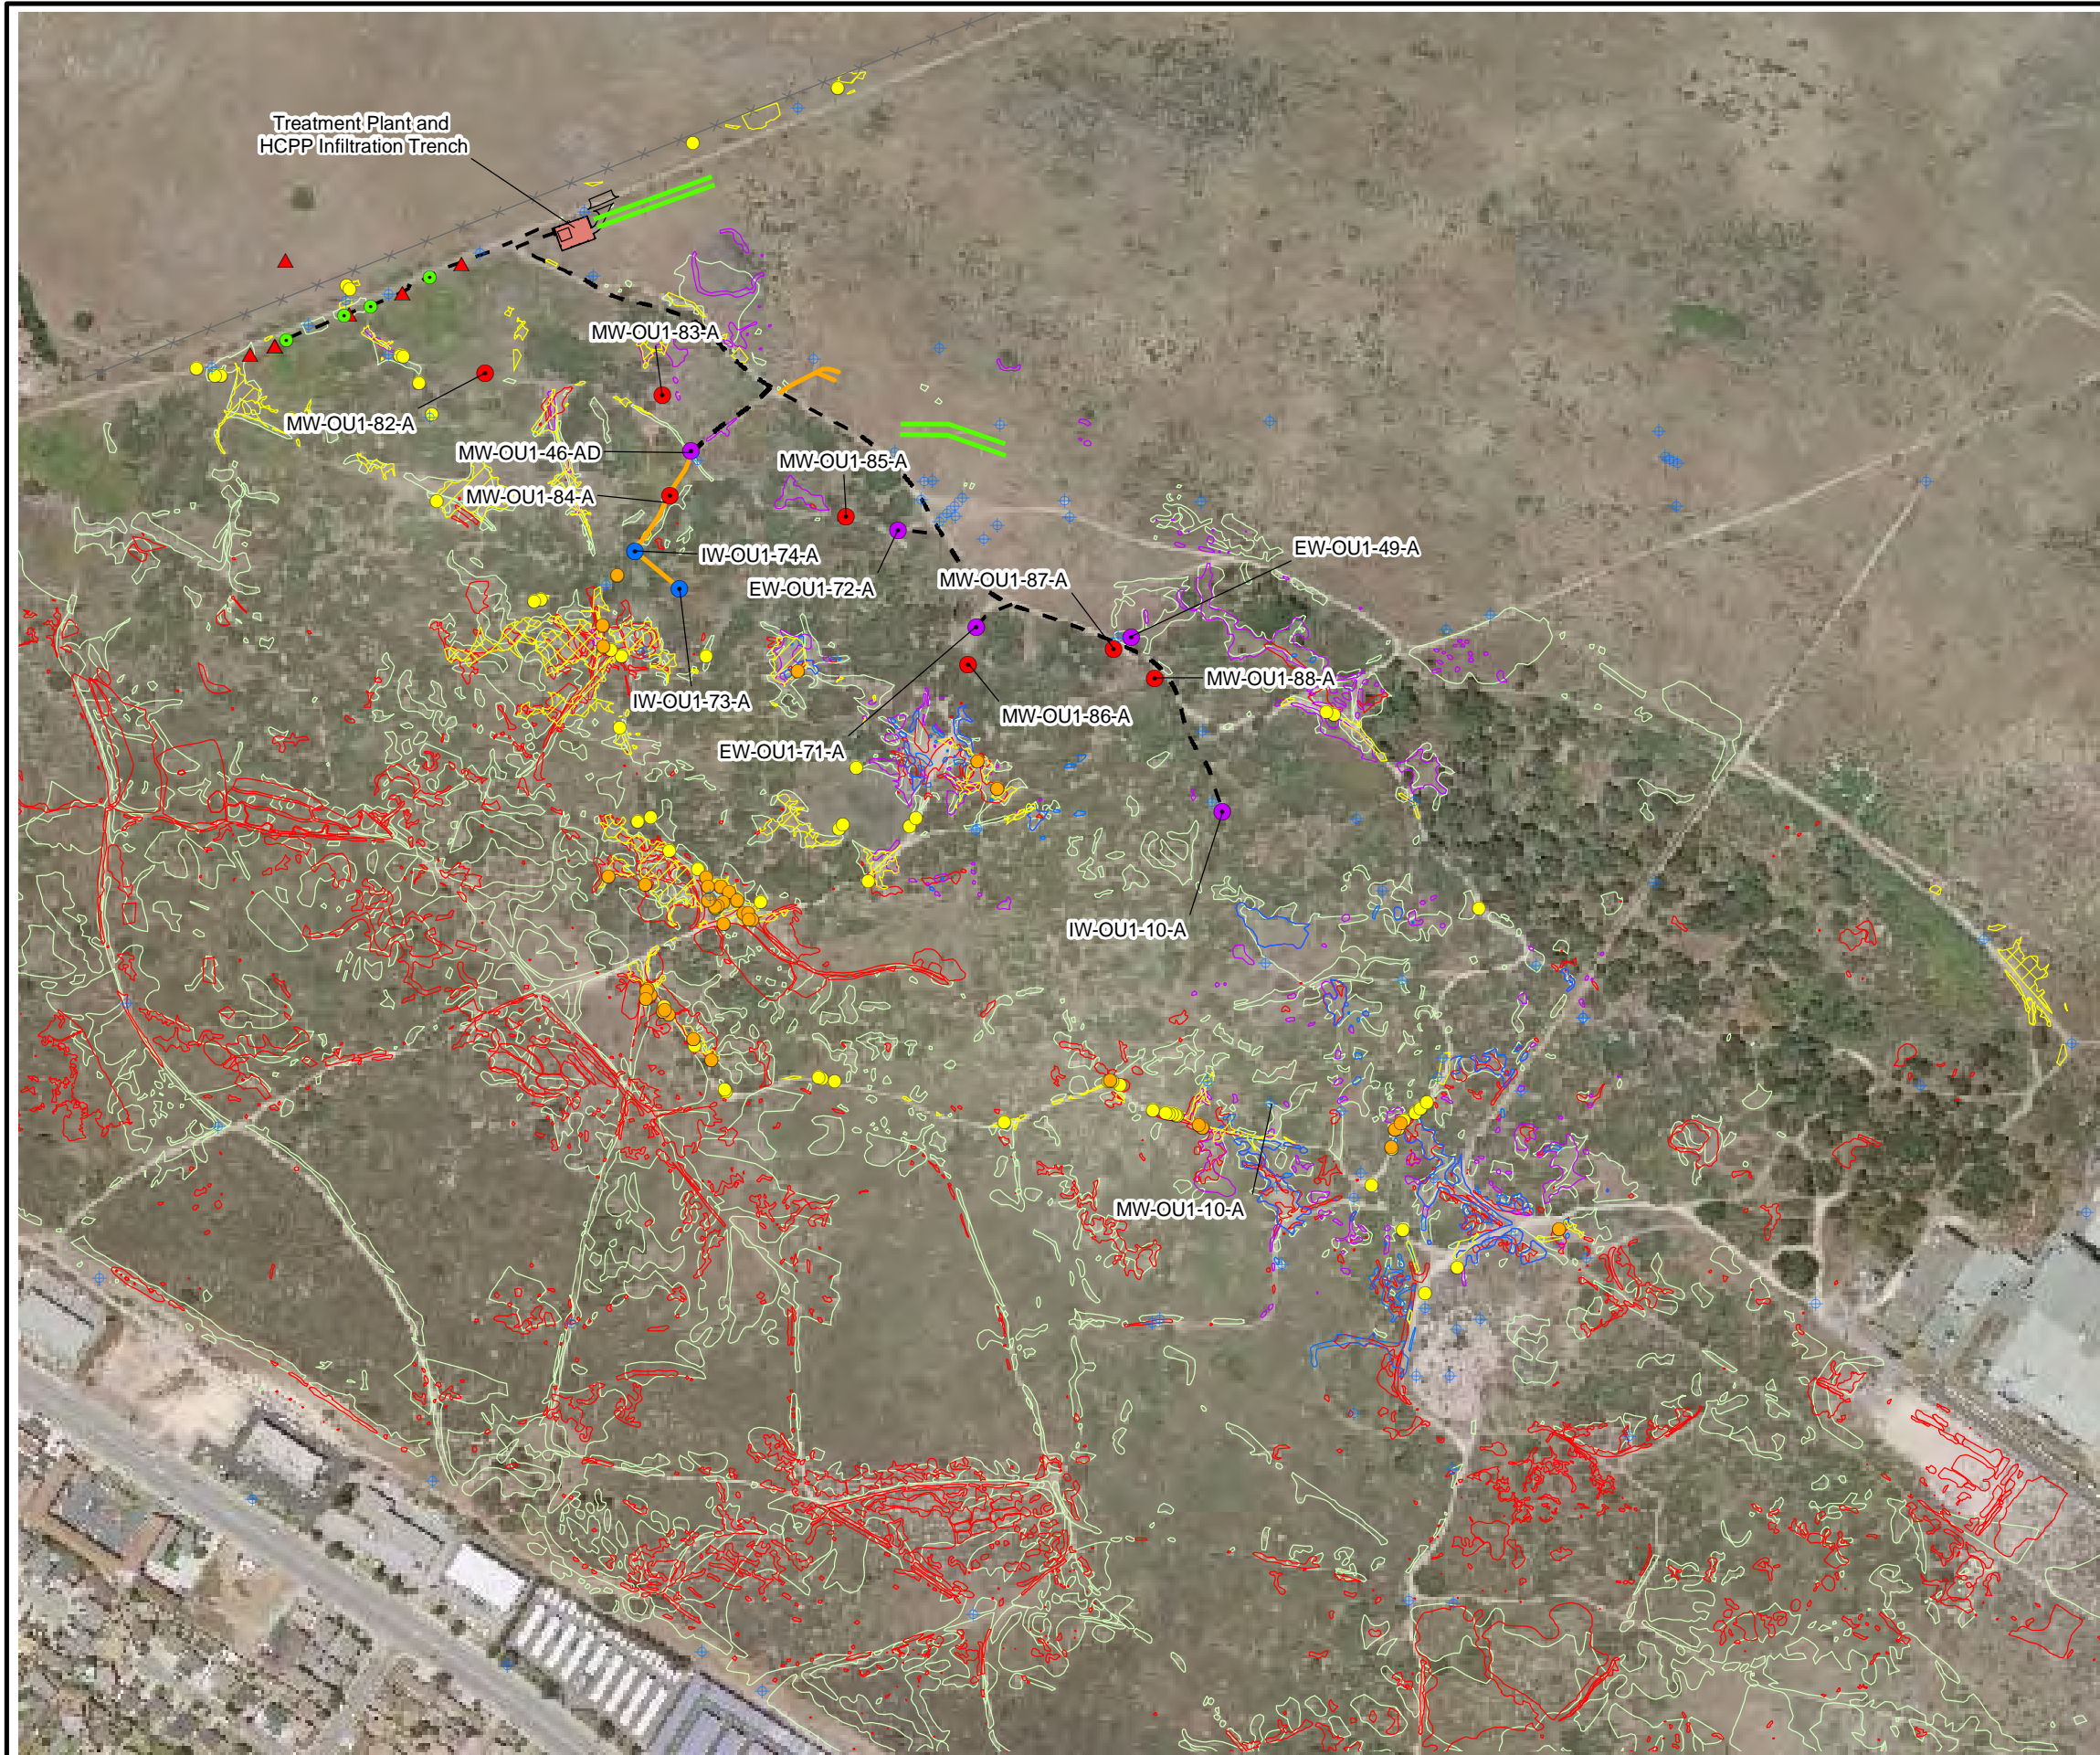 Treatment Plant and
HCPP Infiltration Trench
MW-OU1-83-A
MW-OU1-82-A
MW-OU1-46-AD
MW-OU1-85-A
MW-OU1-84-A
IW-OU1-74-A
EW-OU1-49-A
MW-OU1-87-A
EW-OU1-72-A
MW-OU1-88-A
IW-OU1-73-A
MW-OU1-86-A
EW-OU1-71-A
IW-OU1-10-A
MW-OU1-10-A